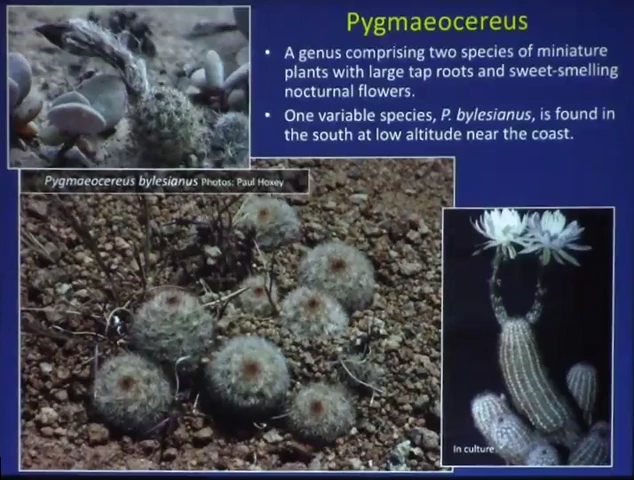 Pygmaeocereus
• A genus comprising two species of miniature
plants with large tap roots and sweet-smelling
nocturnal flowers.
• One variable species, P. bylesianus, is found in
the south at low altitude near the coast.
Pygmaeocereus bylesianus Photos: Paul Hoxey
In culture